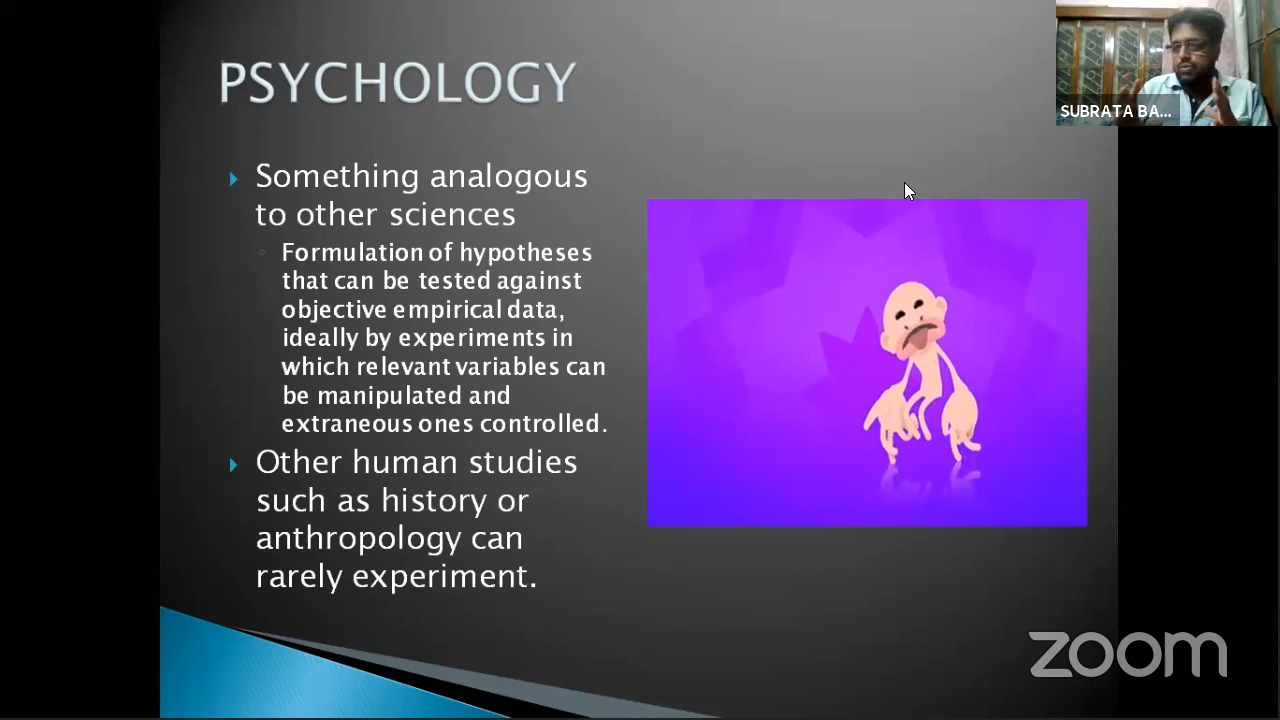 PSYCHOLOGY
Something analogous
to other sciences
Formulation of hypotheses
that can be tested against
objective empirical data,
ideally by experiments in
which relevant variables can
be manipulated and
extraneous ones controlled.
Other human studies
such as history or
anthropology can
rarely experiment.
SUBRATA BA...
zoom